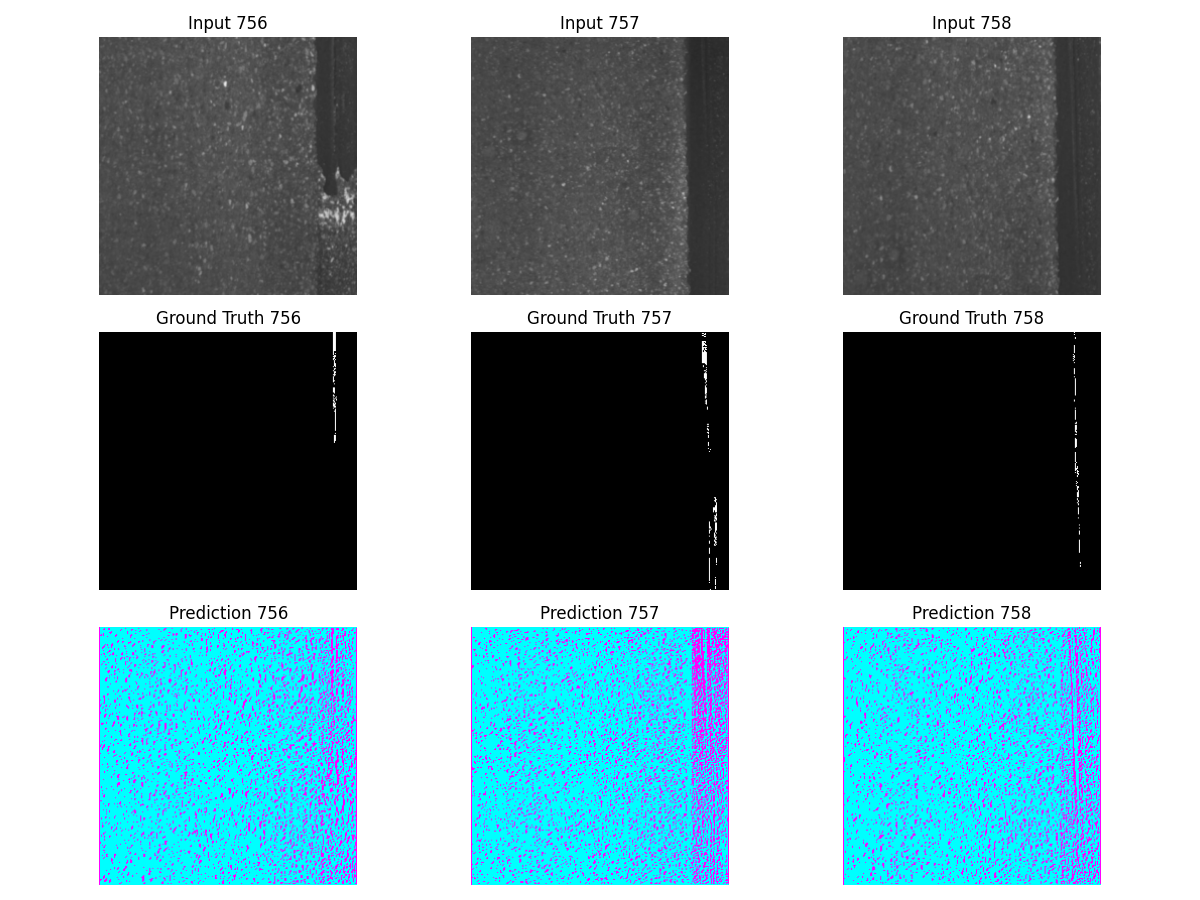 Input 756
Input 757
Input 758
Ground Truth 756
Ground Truth 757
Ground Truth 758
Prediction 756
Prediction 757
Prediction 758